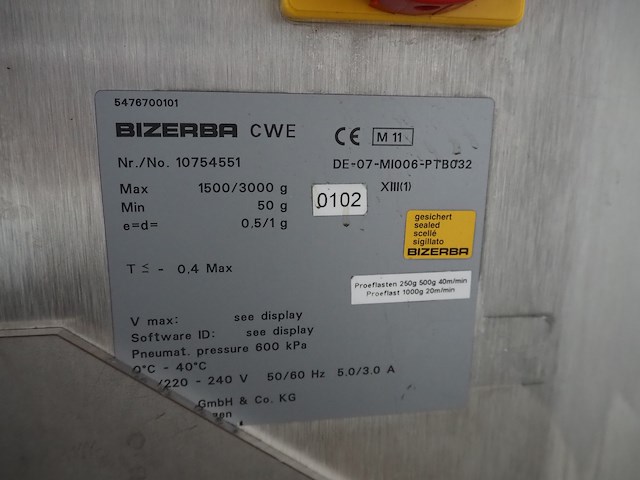 5476700101
BIZERBA CWE CE M 11
Nr./No. 10754551 DE-07-MI006-PTB032
Max 1500/3000 g 0102 XIII(1)
Min 50 g
e=d= 0.5/1 g
gesichert
sealed
scellé
sigillato
BIZERBA
T ≤ - 0,4 Max
Proeflasten 250g 500g 40m/min
Proeflast 1000g 20m/min
V max: see display
Software ID: see display
Pneumat. pressure 600 kPa
0°C - 40°C
/220 - 240 V 50/60 Hz 5.0/3.0 A
GmbH & Co. KG
gen